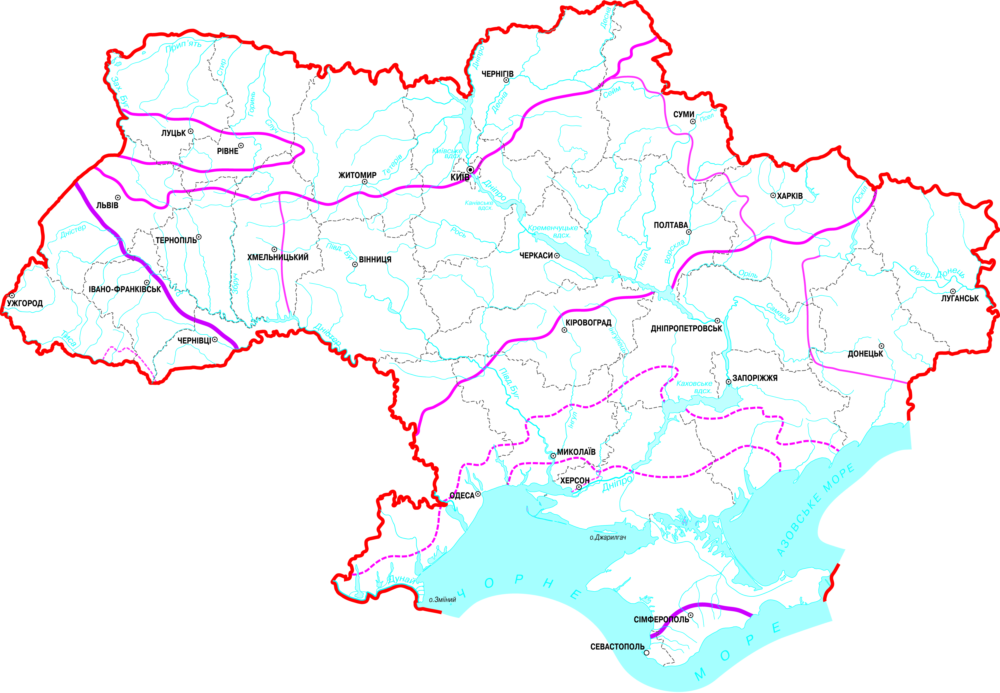 Десна
Прип'ять
Дніпро
Стир
ЧЕРНІГІВ
Зах. Буг
Сейм
Десна
Горинь
СУМИ
Псел
Случ
ЛУЦЬК
РІВНЕ
Київське
вдсх.
Тетерів
ЖИТОМИР
КИЇВ
Дніпро
Сула
ХАРКІВ
Оскіл
ЛЬВІВ
Канівське
вдсх.
Дністер
Рось
Кременчуцьке
вдсх.
ПОЛТАВА
ТЕРНОПІЛЬ
ХМЕЛЬНИЦЬКИЙ
Півд. Буг
ВІННИЦЯ
ЧЕРКАСИ
Псел
Ворскла
Оріль
Сівер. Донець
ІВАНО-ФРАНКІВСЬК
Збруч
УЖГОРОД
ЛУГАНСЬК
Самара
КІРОВОГРАД
Інгулець
ДНІПРОПЕТРОВСЬК
Тиса
ЧЕРНІВЦІ
Дністер
ДОНЕЦЬК
Півд. Буг
ЗАПОРІЖЖЯ
Каховське
вдсх.
Інгул
МИКОЛАЇВ
ХЕРСОН
Дніпро
ОДЕСА
АЗОВСЬКЕ МОРЕ
о.Джарилгач
Дунай
о.Зміїний
ЧОРНЕ
СІМФЕРОПОЛЬ
СЕВАСТОПОЛЬ
МОРЕ